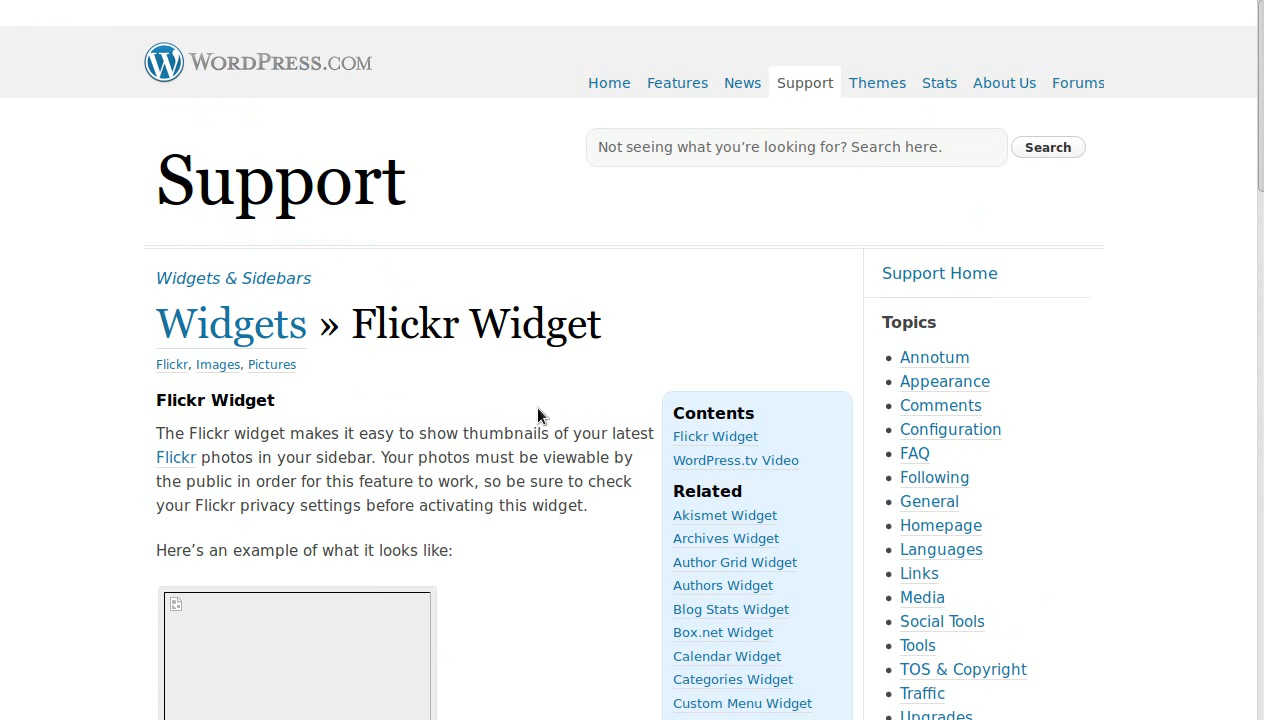 WORDPRESS.COM
Home Features News Support Themes Stats About Us Forums
Not seeing what you're looking for? Search here. Search
Support
Widgets & Sidebars
Widgets » Flickr Widget
Flickr, Images, Pictures
Flickr Widget
The Flickr widget makes it easy to show thumbnails of your latest
Flickr photos in your sidebar. Your photos must be viewable by
the public in order for this feature to work, so be sure to check
your Flickr privacy settings before activating this widget.
Here's an example of what it looks like:
Contents
Flickr Widget
WordPress.tv Video
Related
Akismet Widget
Archives Widget
Author Grid Widget
Authors Widget
Blog Stats Widget
Box.net Widget
Calendar Widget
Categories Widget
Custom Menu Widget
Support Home
Topics
Annotum
Appearance
Comments
Configuration
FAQ
Following
General
Homepage
Languages
Links
Media
Social Tools
Tools
TOS & Copyright
Traffic
Upgrades